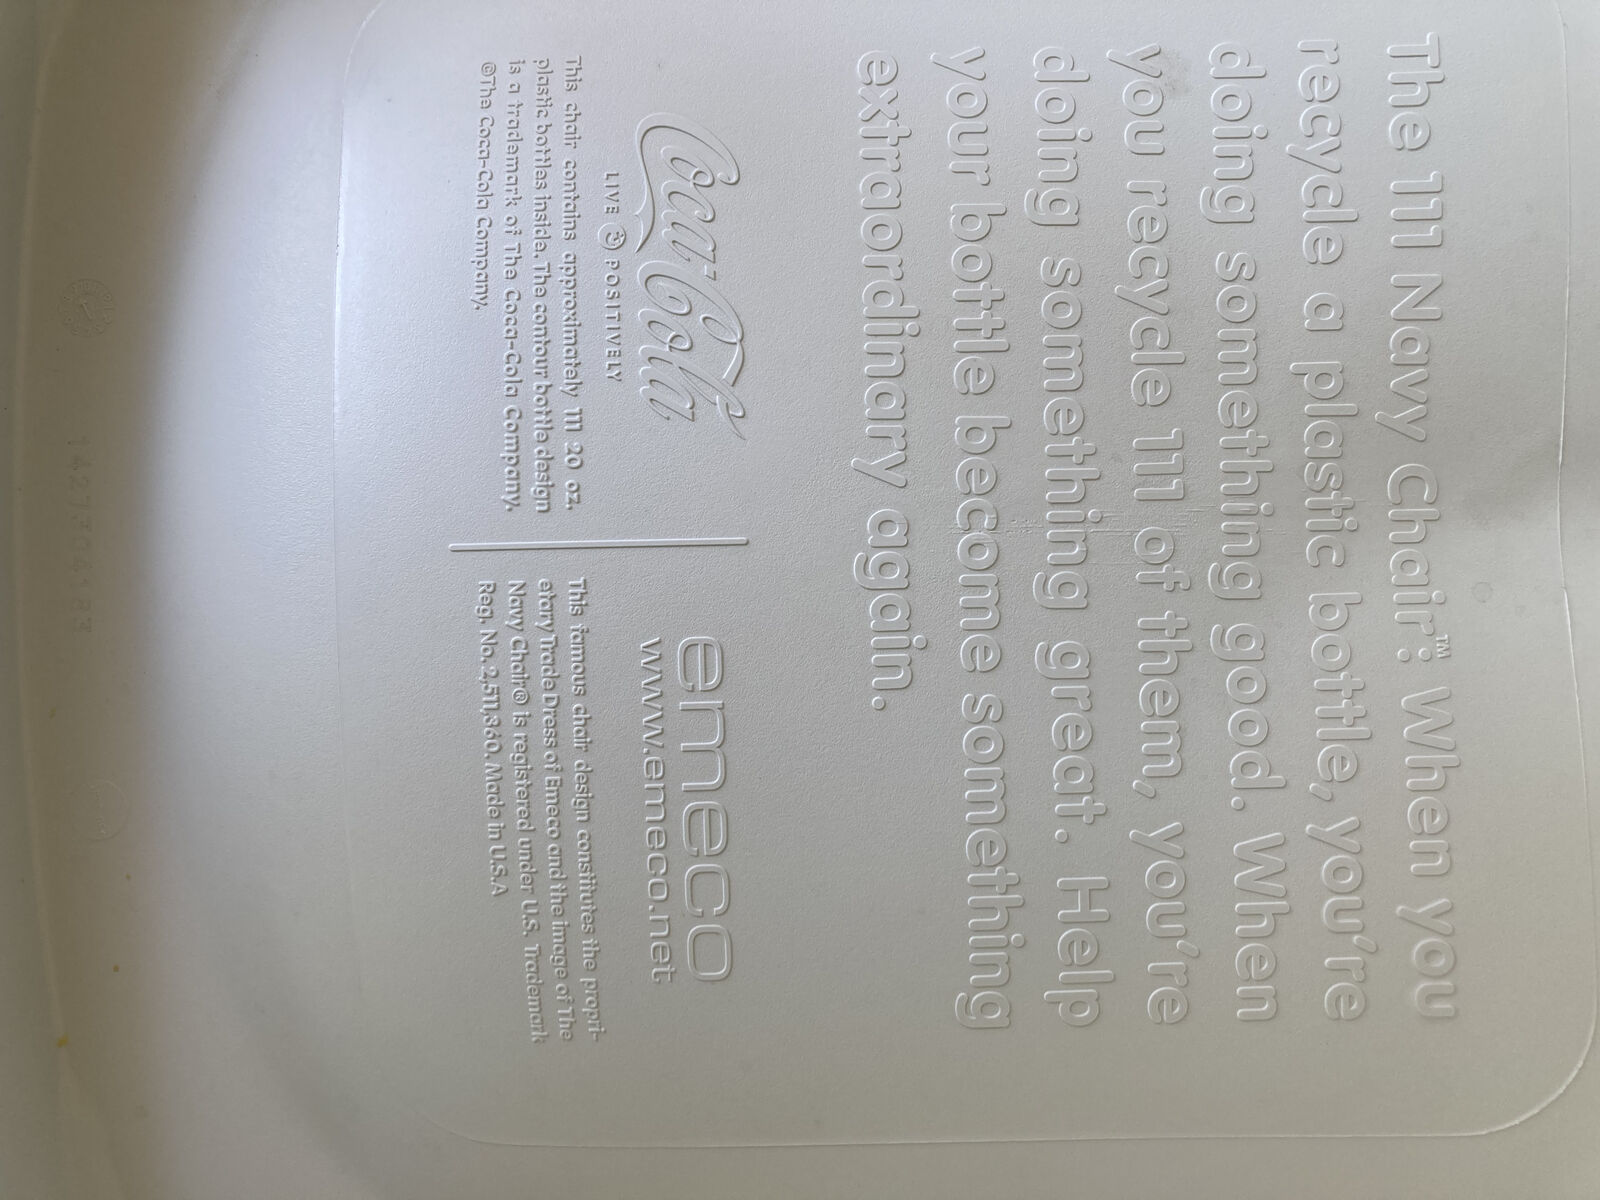 The 111 Navy Chair™: When you
recycle a plastic bottle, you're
doing something good. When
you recycle 111 of them, you're
doing something great. Help
your bottle become something
extraordinary again.
Coca-Cola
LIVE POSITIVELY
This chair contains approximately 111 20 oz.
plastic bottles inside. The contour bottle design
is a trademark of The Coca-Cola Company.
©The Coca-Cola Company.
emeco
www.emeco.net
This famous chair design constitutes the propri-
etary Trade Dress of Emeco and the image of The
Navy Chair® is registered under U.S. Trademark
Reg. No. 2,511,360. Made in U.S.A